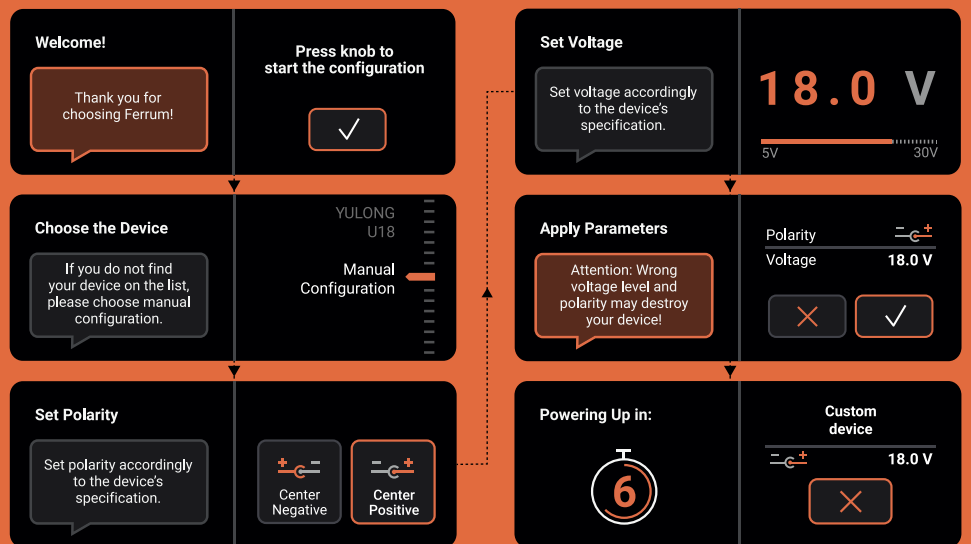 Welcome!
Thank you for
choosing Ferrum!
Press knob to
start the configuration
Choose the Device
If you do not find
your device on the list,
please choose manual
configuration.
YULONG
U18
Manual
Configuration
Set Polarity
Set polarity accordingly
to the device's
specification.
+ -
Center
Negative
- +
Center
Positive
Set Voltage
Set voltage accordingly
to the device's
specification.
18.0 V
5V 30V
Apply Parameters
Attention: Wrong
voltage level and
polarity may destroy
your device!
Polarity - +
Voltage 18.0 V
Powering Up in:
6
Custom
device
- + 18.0 V